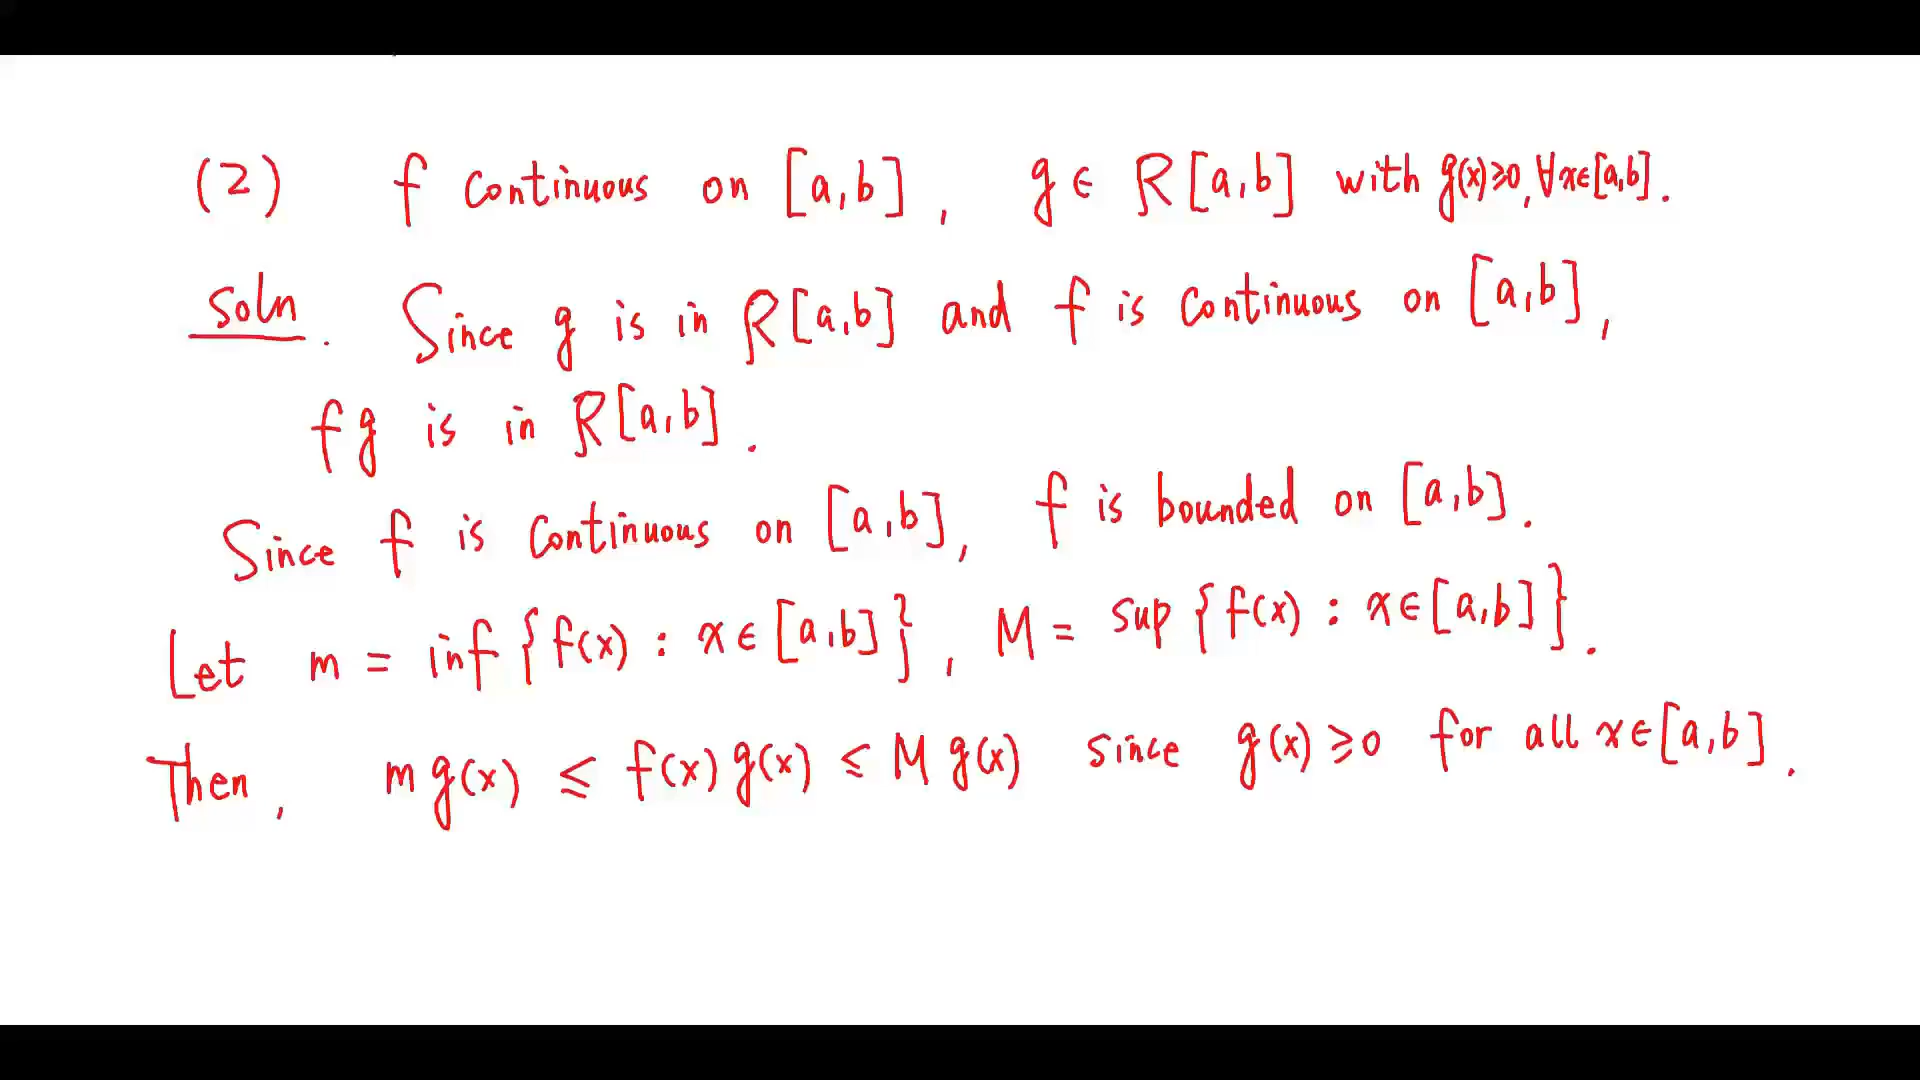 (2) f continuous on [a,b], g ∈ R[a,b] with g(x)≥0, ∀x∈[a,b].
Soln. Since g is in R[a,b] and f is continuous on [a,b],
fg is in R[a,b].
Since f is continuous on [a,b], f is bounded on [a,b].
Let m = inf{f(x) : x∈[a,b]}, M = sup{f(x) : x∈[a,b]}.
Then, m g(x) ≤ f(x) g(x) ≤ M g(x) since g(x) ≥ 0 for all x∈[a,b].